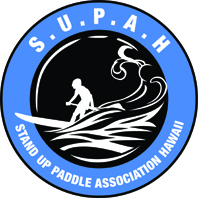 S.U.P.A.H
STAND UP PADDLE ASSOCIATION HAWAII